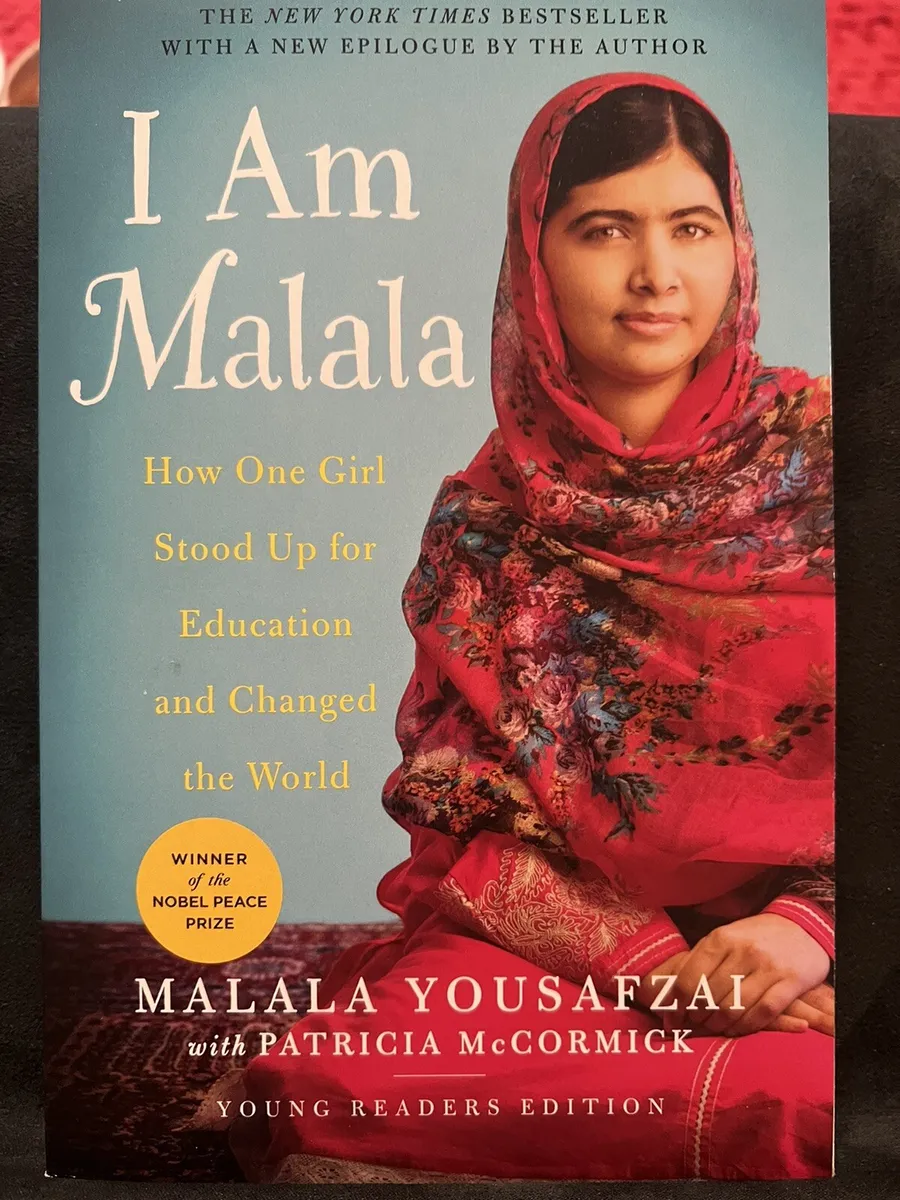 THE NEW YORK TIMES BESTSELLER
WITH A NEW EPILOGUE BY THE AUTHOR
I Am
Malala
How One Girl
Stood Up for
Education
and Changed
the World
WINNER
of the
NOBEL PEACE
PRIZE
MALALA YOUSAFZAI
with PATRICIA McCORMICK
YOUNG READERS EDITION